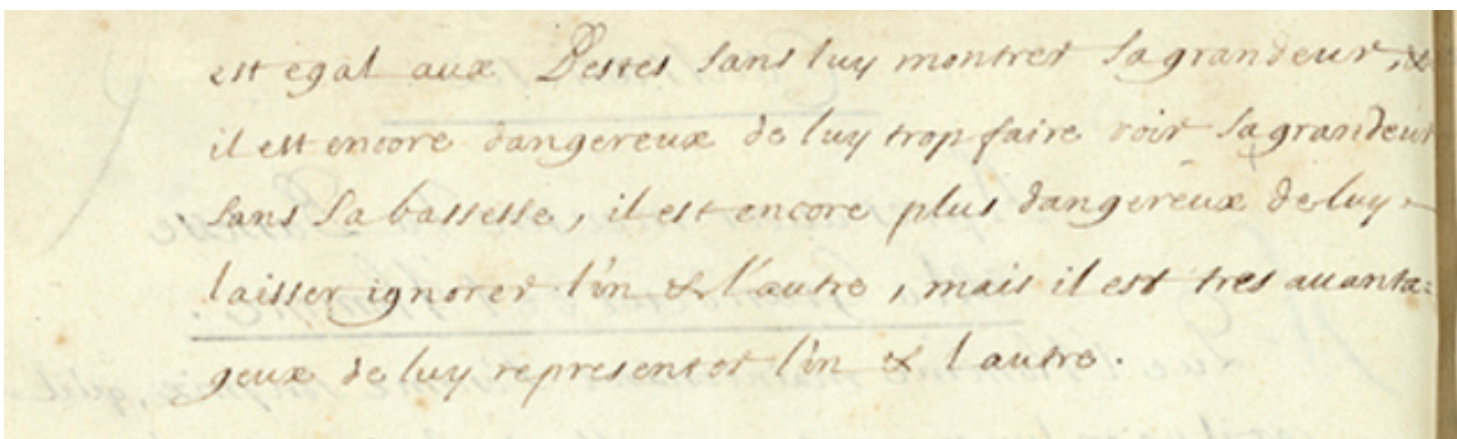 est egal aux Bestes sans luy montrer sa grandeur, &
il est encore dangereux de luy trop faire voir sa grandeur
sans sa bassesse, il est encore plus dangereux de luy
laisser ignorer l'vn & l'autre, mais il est tres auanta=
geux de luy representer l'vn & l autre.